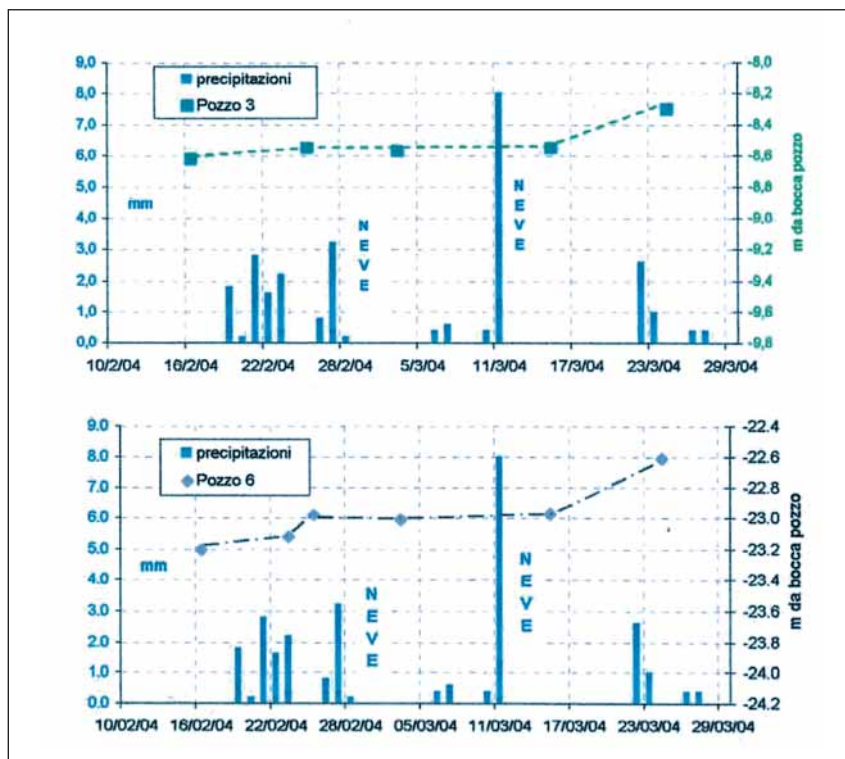 9,0
8,0
7,0
6,0
5,0
4,0
3,0
2,0
1,0
0,0
mm
precipitazioni
Pozzo 3
N
E
V
E
N
E
V
E
-8,0
-8,2
-8,4
-8,6
-8,8
-9,0
-9,2
-9,4
-9,6
-9,8
m da bocca pozzo
10/2/04 16/2/04 22/2/04 28/2/04 5/3/04 11/3/04 17/3/04 23/3/04 29/3/04
9.0
8.0
7.0
6.0
5.0
4.0
3.0
2.0
1.0
0.0
mm
precipitazioni
Pozzo 6
N
E
V
E
N
E
V
E
-22.4
-22.6
-22.8
-23.0
-23.2
-23.4
-23.6
-23.8
-24.0
-24.2
m da bocca pozzo
10/02/04 16/02/04 22/02/04 28/02/04 05/03/04 11/03/04 17/03/04 23/03/04 29/03/04